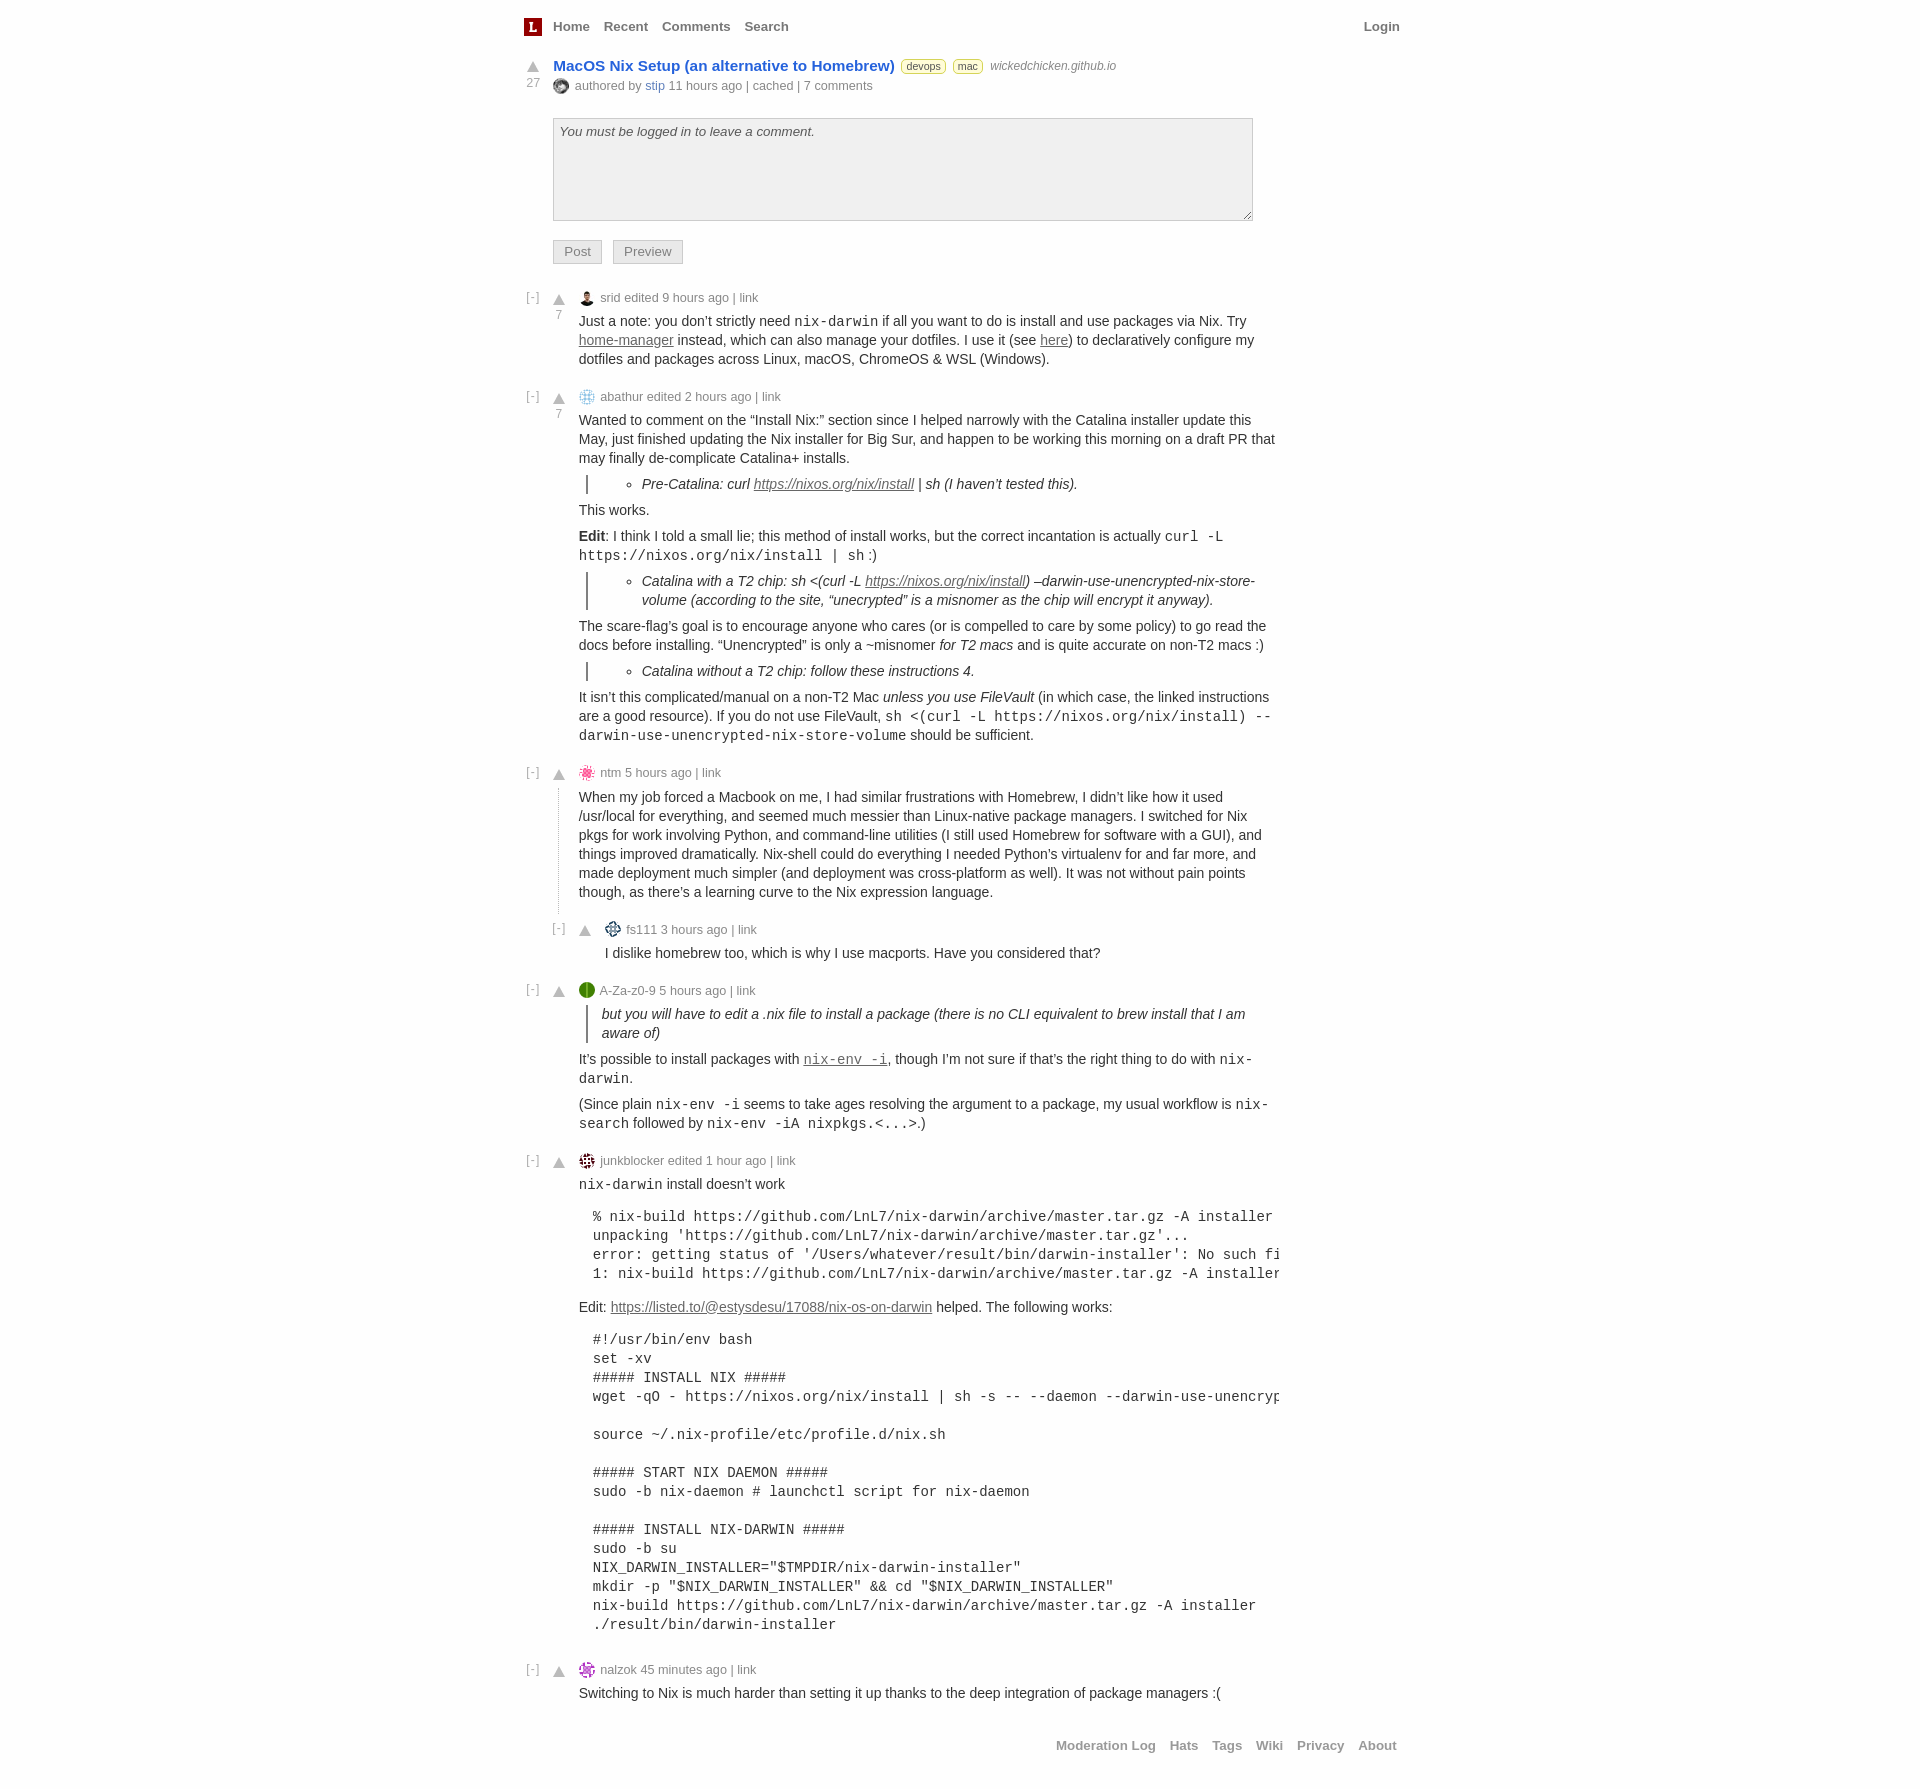 L Home Recent Comments Search Login
MacOS Nix Setup (an alternative to Homebrew) devops mac wickedchicken.github.io
27 authored by stip 11 hours ago | cached | 7 comments
You must be logged in to leave a comment.
Post Preview
[-] srid edited 9 hours ago | link
7
Just a note: you don’t strictly need nix-darwin if all you want to do is install and use packages via Nix. Try
home-manager instead, which can also manage your dotfiles. I use it (see here) to declaratively configure my
dotfiles and packages across Linux, macOS, ChromeOS & WSL (Windows).
[-] abathur edited 2 hours ago | link
7
Wanted to comment on the “Install Nix:” section since I helped narrowly with the Catalina installer update this
May, just finished updating the Nix installer for Big Sur, and happen to be working this morning on a draft PR that
may finally de-complicate Catalina+ installs.
◦ Pre-Catalina: curl https://nixos.org/nix/install | sh (I haven’t tested this).
This works.
Edit: I think I told a small lie; this method of install works, but the correct incantation is actually curl -L
https://nixos.org/nix/install | sh :)
◦ Catalina with a T2 chip: sh <(curl -L https://nixos.org/nix/install) –darwin-use-unencrypted-nix-store-
volume (according to the site, “unecrypted” is a misnomer as the chip will encrypt it anyway).
The scare-flag’s goal is to encourage anyone who cares (or is compelled to care by some policy) to go read the
docs before installing. “Unencrypted” is only a ~misnomer for T2 macs and is quite accurate on non-T2 macs :)
◦ Catalina without a T2 chip: follow these instructions 4.
It isn’t this complicated/manual on a non-T2 Mac unless you use FileVault (in which case, the linked instructions
are a good resource). If you do not use FileVault, sh <(curl -L https://nixos.org/nix/install) --
darwin-use-unencrypted-nix-store-volume should be sufficient.
[-] ntm 5 hours ago | link
When my job forced a Macbook on me, I had similar frustrations with Homebrew, I didn’t like how it used
/usr/local for everything, and seemed much messier than Linux-native package managers. I switched for Nix
pkgs for work involving Python, and command-line utilities (I still used Homebrew for software with a GUI), and
things improved dramatically. Nix-shell could do everything I needed Python’s virtualenv for and far more, and
made deployment much simpler (and deployment was cross-platform as well). It was not without pain points
though, as there’s a learning curve to the Nix expression language.
[-] fs111 3 hours ago | link
I dislike homebrew too, which is why I use macports. Have you considered that?
[-] A-Za-z0-9 5 hours ago | link
but you will have to edit a .nix file to install a package (there is no CLI equivalent to brew install that I am
aware of)
It’s possible to install packages with nix-env -i, though I’m not sure if that’s the right thing to do with nix-
darwin.
(Since plain nix-env -i seems to take ages resolving the argument to a package, my usual workflow is nix-
search followed by nix-env -iA nixpkgs.<...>.)
[-] junkblocker edited 1 hour ago | link
nix-darwin install doesn’t work
% nix-build https://github.com/LnL7/nix-darwin/archive/master.tar.gz -A installer
unpacking 'https://github.com/LnL7/nix-darwin/archive/master.tar.gz'...
error: getting status of '/Users/whatever/result/bin/darwin-installer': No such fi
1: nix-build https://github.com/LnL7/nix-darwin/archive/master.tar.gz -A installer
Edit: https://listed.to/@estysdesu/17088/nix-os-on-darwin helped. The following works:
#!/usr/bin/env bash
set -xv
##### INSTALL NIX #####
wget -qO - https://nixos.org/nix/install | sh -s -- --daemon --darwin-use-unencryp
source ~/.nix-profile/etc/profile.d/nix.sh
##### START NIX DAEMON #####
sudo -b nix-daemon # launchctl script for nix-daemon
##### INSTALL NIX-DARWIN #####
sudo -b su
NIX_DARWIN_INSTALLER="$TMPDIR/nix-darwin-installer"
mkdir -p "$NIX_DARWIN_INSTALLER" && cd "$NIX_DARWIN_INSTALLER"
nix-build https://github.com/LnL7/nix-darwin/archive/master.tar.gz -A installer
./result/bin/darwin-installer
[-] nalzok 45 minutes ago | link
Switching to Nix is much harder than setting it up thanks to the deep integration of package managers :(
Moderation Log Hats Tags Wiki Privacy About